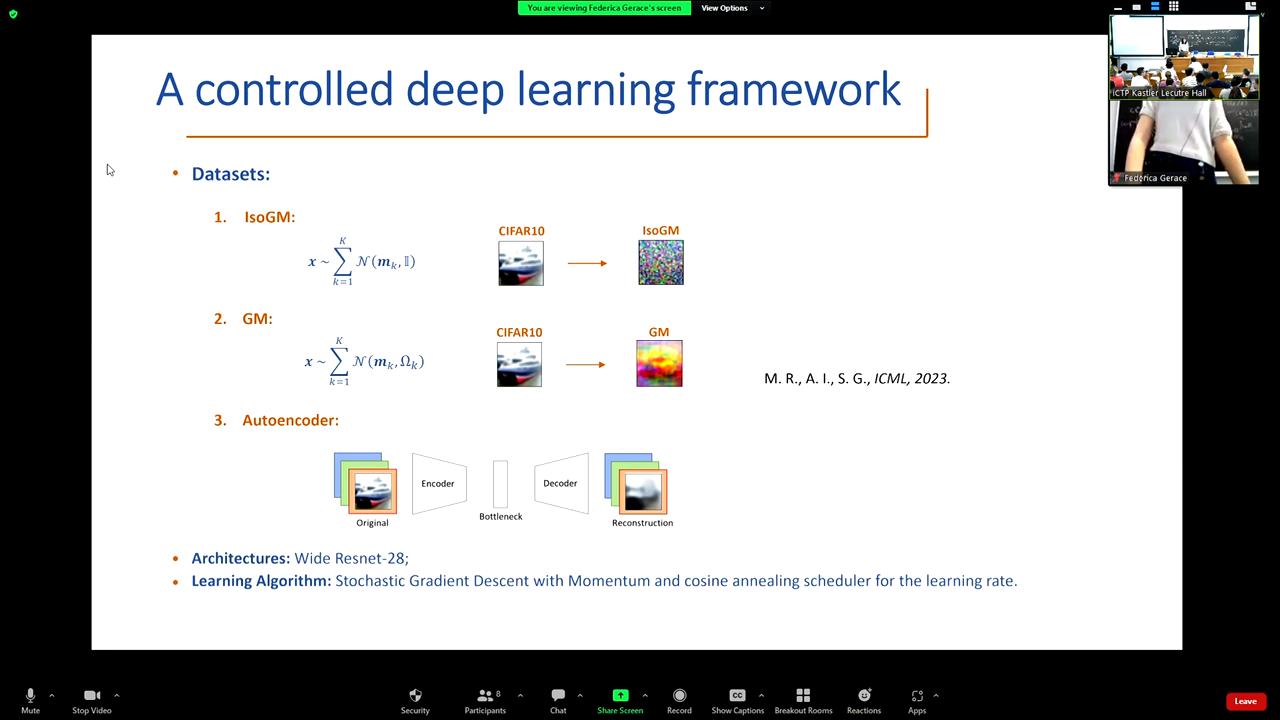 You are viewing Federica Gerace's screen
View Options
A controlled deep learning framework
ICTP Kastler Lecutre Hall
Federica Gerace
• Datasets:
1. IsoGM:
CIFAR10
IsoGM
x ~ ∑_{k=1}^{K} 𝒩(m_k, 𝕀)
2. GM:
CIFAR10
GM
x ~ ∑_{k=1}^{K} 𝒩(m_k, Ω_k)
M. R., A. I., S. G., ICML, 2023.
3. Autoencoder:
Encoder
Decoder
Bottleneck
Original
Reconstruction
• Architectures: Wide Resnet-28;
• Learning Algorithm: Stochastic Gradient Descent with Momentum and cosine annealing scheduler for the learning rate.
Mute
Stop Video
Security
Participants
8
Chat
Share Screen
Record
CC
Show Captions
Breakout Rooms
Reactions
Apps
Leave